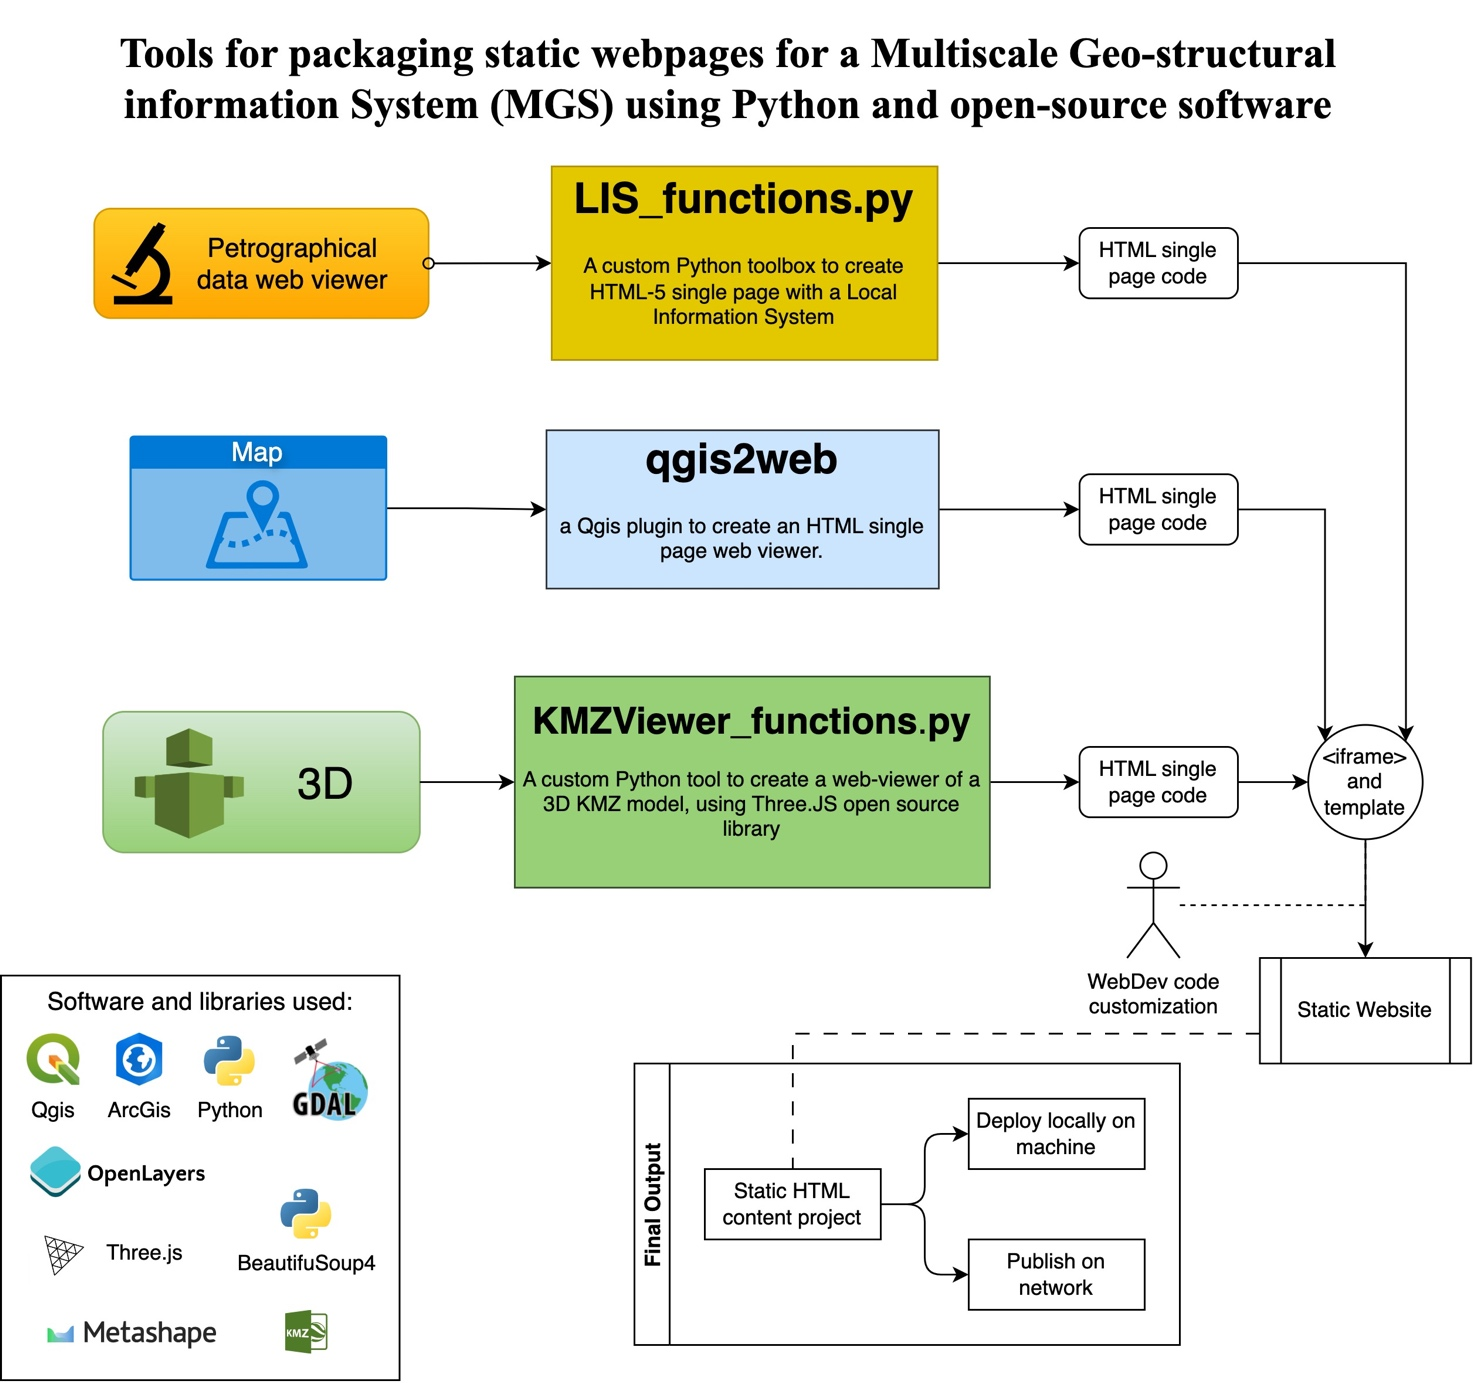 Tools for packaging static webpages for a Multiscale Geo-structural
information System (MGS) using Python and open-source software
Petrographical
data web viewer
LIS_functions.py
A custom Python toolbox to create
HTML-5 single page with a Local
Information System
HTML single
page code
Map
qgis2web
a Qgis plugin to create an HTML single
page web viewer.
HTML single
page code
3D
KMZViewer_functions.py
A custom Python tool to create a web-viewer of a
3D KMZ model, using Three.JS open source
library
HTML single
page code
<iframe>
and
template
WebDev code
customization
Static Website
Software and libraries used:
Qgis
ArcGis
Python
GDAL
OpenLayers
Three.js
BeautifuSoup4
Metashape
KMZ
Final Output
Static HTML
content project
Deploy locally on
machine
Publish on
network